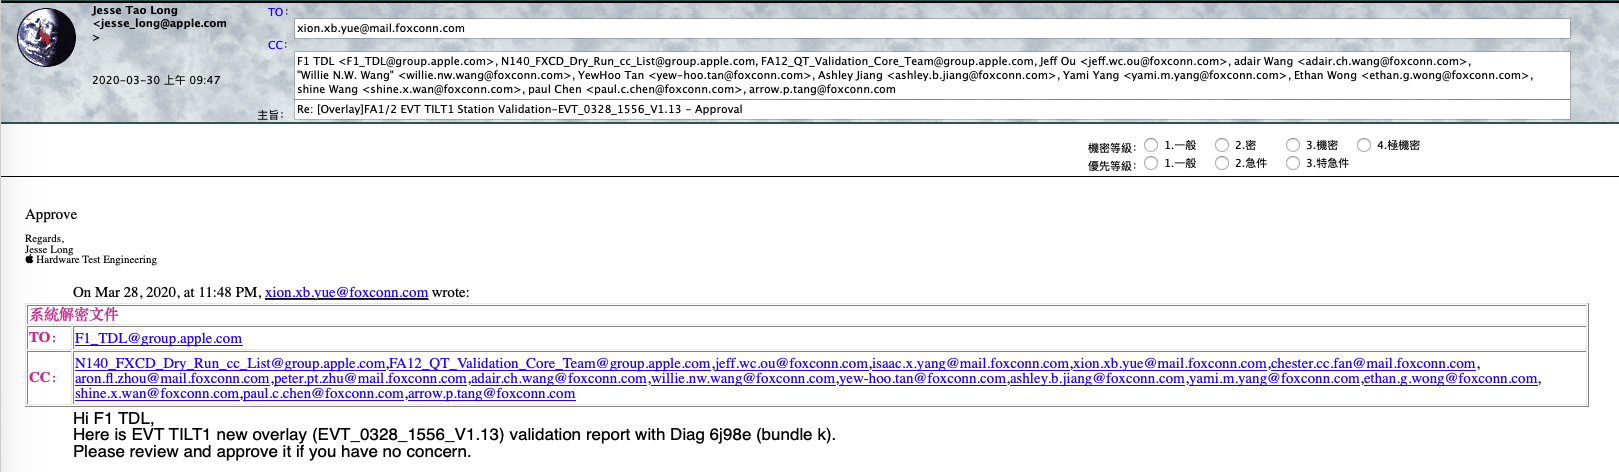 Jesse Tao Long
<jesse_long@apple.com
>
2020-03-30 上午 09:47
TO:
xion.xb.yue@mail.foxconn.com
CC:
F1 TDL <F1_TDL@group.apple.com>, N140_FXCD_Dry_Run_cc_List@group.apple.com, FA12_QT_Validation_Core_Team@group.apple.com, Jeff Ou <jeff.wc.ou@foxconn.com>, adair Wang <adair.ch.wang@foxconn.com>,
"Willie N.W. Wang" <willie.nw.wang@foxconn.com>, YewHoo Tan <yew-hoo.tan@foxconn.com>, Ashley Jiang <ashley.b.jiang@foxconn.com>, Yami Yang <yami.m.yang@foxconn.com>, Ethan Wong <ethan.g.wong@foxconn.com>,
shine Wang <shine.x.wan@foxconn.com>, paul Chen <paul.c.chen@foxconn.com>, arrow.p.tang@foxconn.com
主旨: Re: [Overlay]FA1/2 EVT TILT1 Station Validation-EVT_0328_1556_V1.13 - Approval
機密等級: 1.一般 2.密 3.機密 4.極機密
優先等級: 1.一般 2.急件 3.特急件
Approve
Regards,
Jesse Long
Hardware Test Engineering
On Mar 28, 2020, at 11:48 PM, xion.xb.yue@foxconn.com wrote:
系統解密文件
TO: F1_TDL@group.apple.com
CC:
N140_FXCD_Dry_Run_cc_List@group.apple.com,FA12_QT_Validation_Core_Team@group.apple.com,jeff.wc.ou@foxconn.com,isaac.x.yang@mail.foxconn.com,xion.xb.yue@mail.foxconn.com,chester.cc.fan@mail.foxconn.com,
aron.fl.zhou@mail.foxconn.com,peter.pt.zhu@mail.foxconn.com,adair.ch.wang@foxconn.com,willie.nw.wang@foxconn.com,yew-hoo.tan@foxconn.com,ashley.b.jiang@foxconn.com,yami.m.yang@foxconn.com,ethan.g.wong@foxconn.com,
shine.x.wan@foxconn.com,paul.c.chen@foxconn.com,arrow.p.tang@foxconn.com
Hi F1 TDL,
Here is EVT TILT1 new overlay (EVT_0328_1556_V1.13) validation report with Diag 6j98e (bundle k).
Please review and approve it if you have no concern.